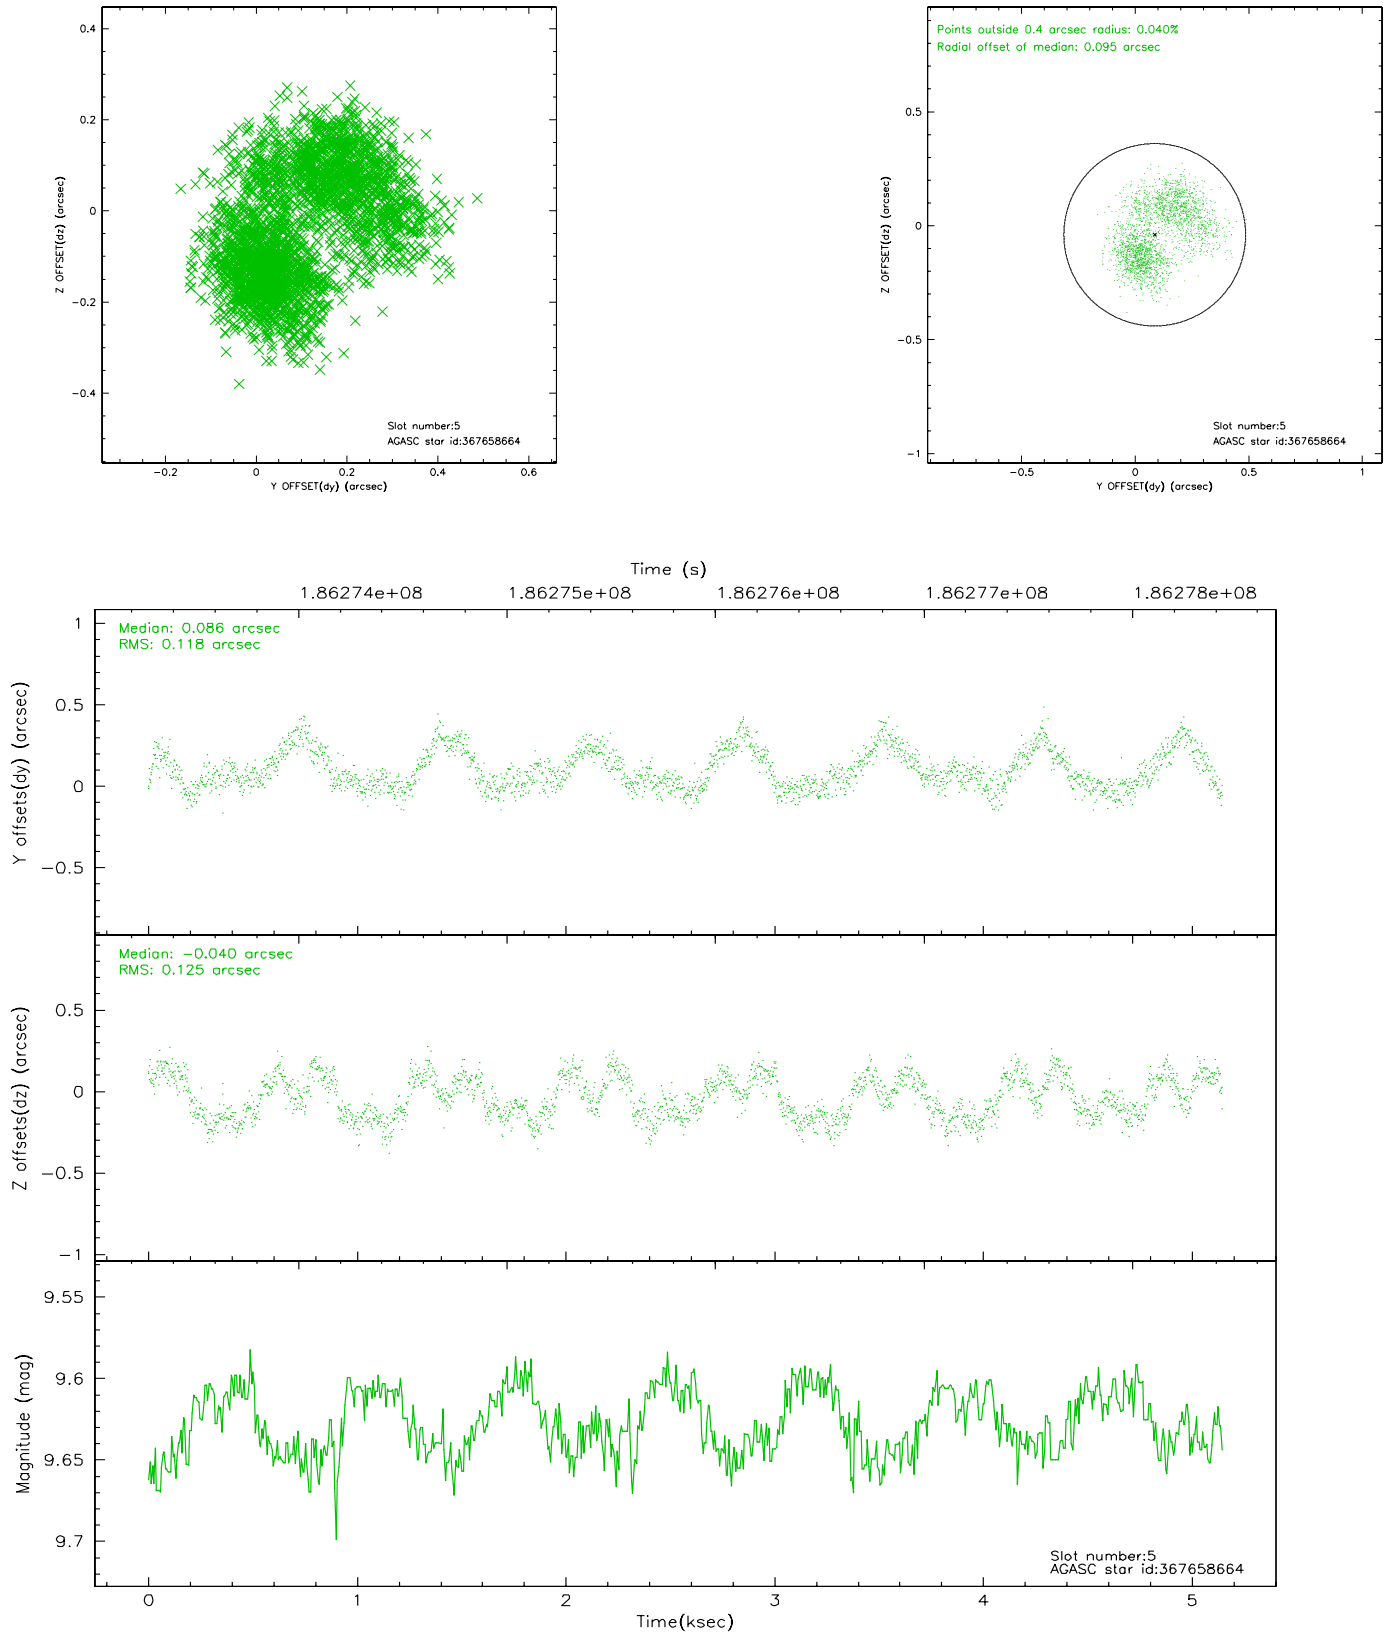 0.4
0.2
0
−0.2
−0.4
Z OFFSET(dz) (arcsec)
Slot number:5
AGASC star id:367658664
−0.2
0
0.2
0.4
0.6
Y OFFSET(dy) (arcsec)
Points outside 0.4 arcsec radius: 0.040%
Radial offset of median: 0.095 arcsec
0.5
0
−0.5
−1
Z OFFSET(dz) (arcsec)
Slot number:5
AGASC star id:367658664
−0.5
0
0.5
1
Y OFFSET(dy) (arcsec)
Time (s)
1.86274e+08
1.86275e+08
1.86276e+08
1.86277e+08
1.86278e+08
Median: 0.086 arcsec
RMS: 0.118 arcsec
1
0.5
0
−0.5
Y offsets(dy) (arcsec)
Median: −0.040 arcsec
RMS: 0.125 arcsec
0.5
0
−0.5
−1
Z offsets(dz) (arcsec)
9.55
9.6
9.65
9.7
Magnitude (mag)
Slot number:5
AGASC star id:367658664
0
1
2
3
4
5
Time(ksec)